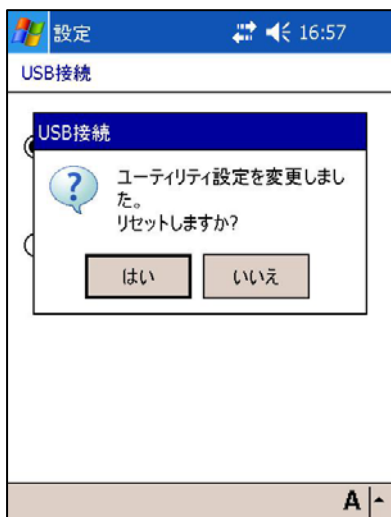 設定 16:57
USB接続
USB接続
ユーティリティ設定を変更しまし
た。
リセットしますか?
はい いいえ
A